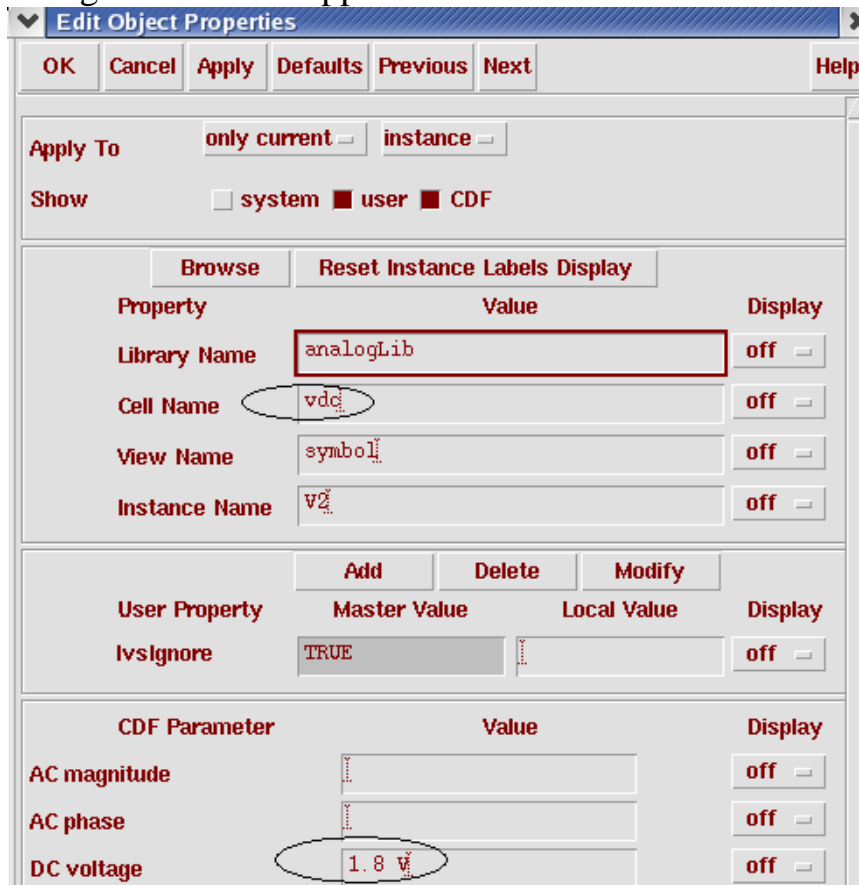 Edit Object Properties
OK Cancel Apply Defaults Previous Next Help
Apply To only current instance
Show system user CDF
Browse Reset Instance Labels Display
Property Value Display
Library Name analogLib off
Cell Name vdc off
View Name symbol off
Instance Name V2 off
Add Delete Modify
User Property Master Value Local Value Display
lvsIgnore TRUE off
CDF Parameter Value Display
AC magnitude off
AC phase off
DC voltage 1.8 V off